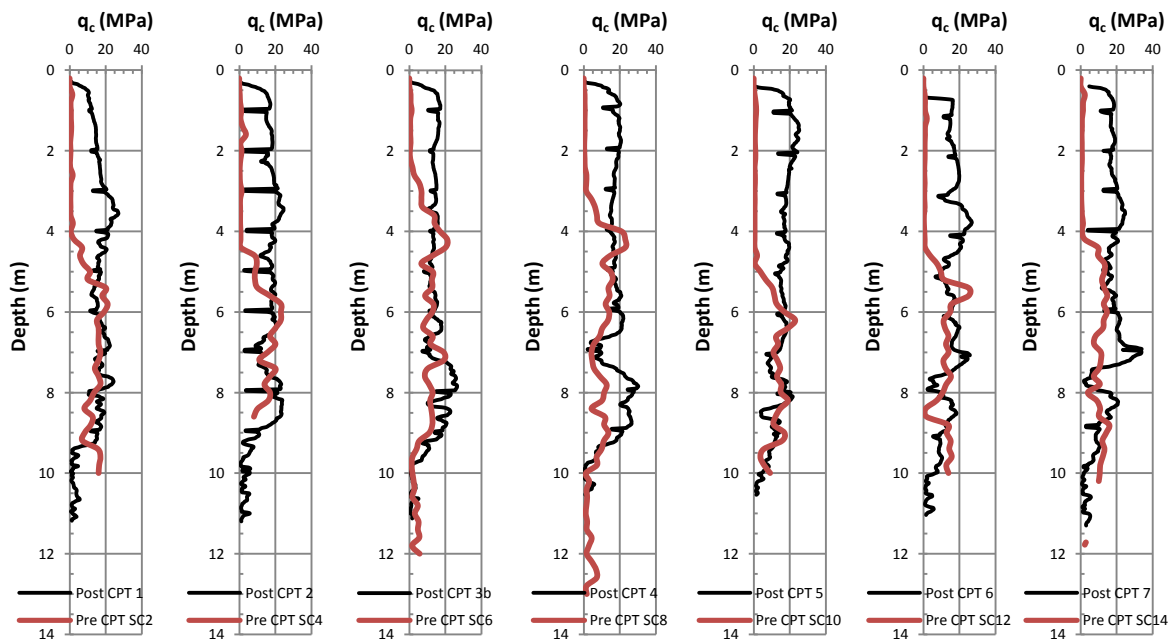 qc (MPa) qc (MPa) qc (MPa) qc (MPa) qc (MPa) qc (MPa) qc (MPa)
0 20 40 0 20 40 0 20 40 0 20 40 0 20 40 0 20 40 0 20 40
0 0 0 0 0 0 0
2 2 2 2 2 2 2
4 4 4 4 4 4 4
Depth (m) Depth (m) Depth (m) Depth (m) Depth (m) Depth (m) Depth (m)
6 6 6 6 6 6 6
8 8 8 8 8 8 8
10 10 10 10 10 10 10
12 12 12 12 12 12 12
Post CPT 1 Post CPT 2 Post CPT 3b Post CPT 4 Post CPT 5 Post CPT 6 Post CPT 7
Pre CPT SC2 Pre CPT SC4 Pre CPT SC6 Pre CPT SC8 Pre CPT SC10 Pre CPT SC12 Pre CPT SC14
14 14 14 14 14 14 14